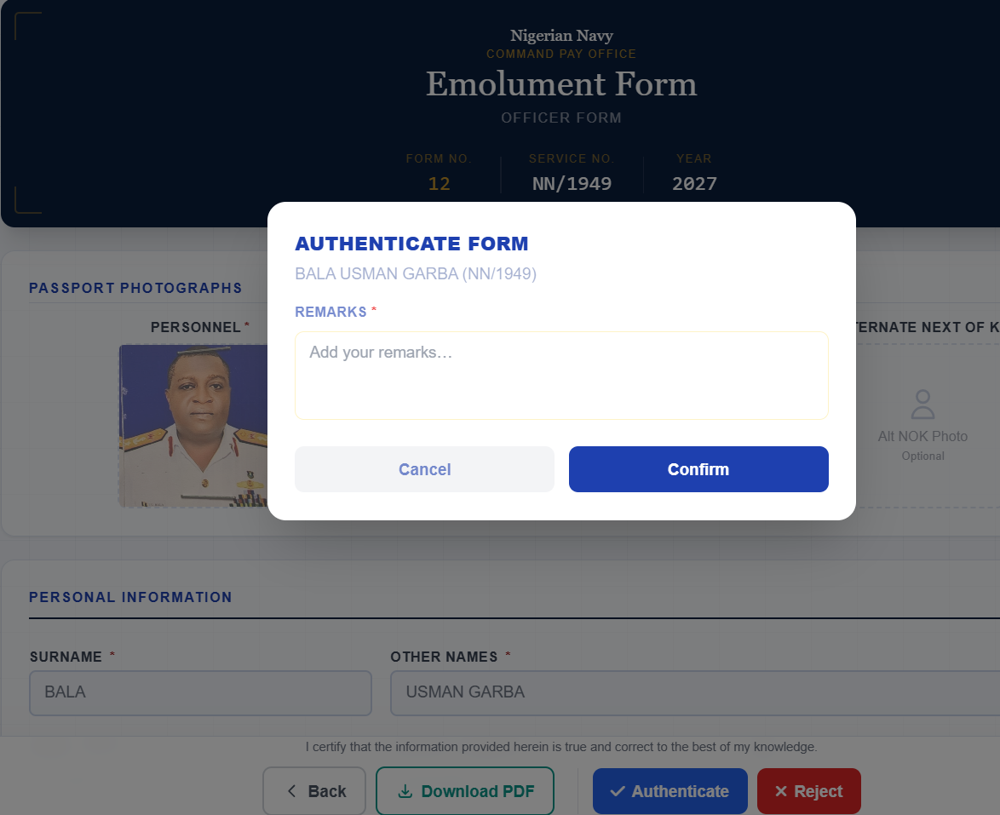 Nigerian Navy
COMMAND PAY OFFICE
Emolument Form
OFFICER FORM
FORM NO. SERVICE NO. YEAR
12 NN/1949 2027
AUTHENTICATE FORM
BALA USMAN GARBA (NN/1949)
REMARKS *
Add your remarks…
Cancel Confirm
PASSPORT PHOTOGRAPHS
PERSONNEL * TERNATE NEXT OF K
Alt NOK Photo
Optional
PERSONAL INFORMATION
SURNAME * OTHER NAMES *
BALA USMAN GARBA
I certify that the information provided herein is true and correct to the best of my knowledge.
Back Download PDF Authenticate Reject